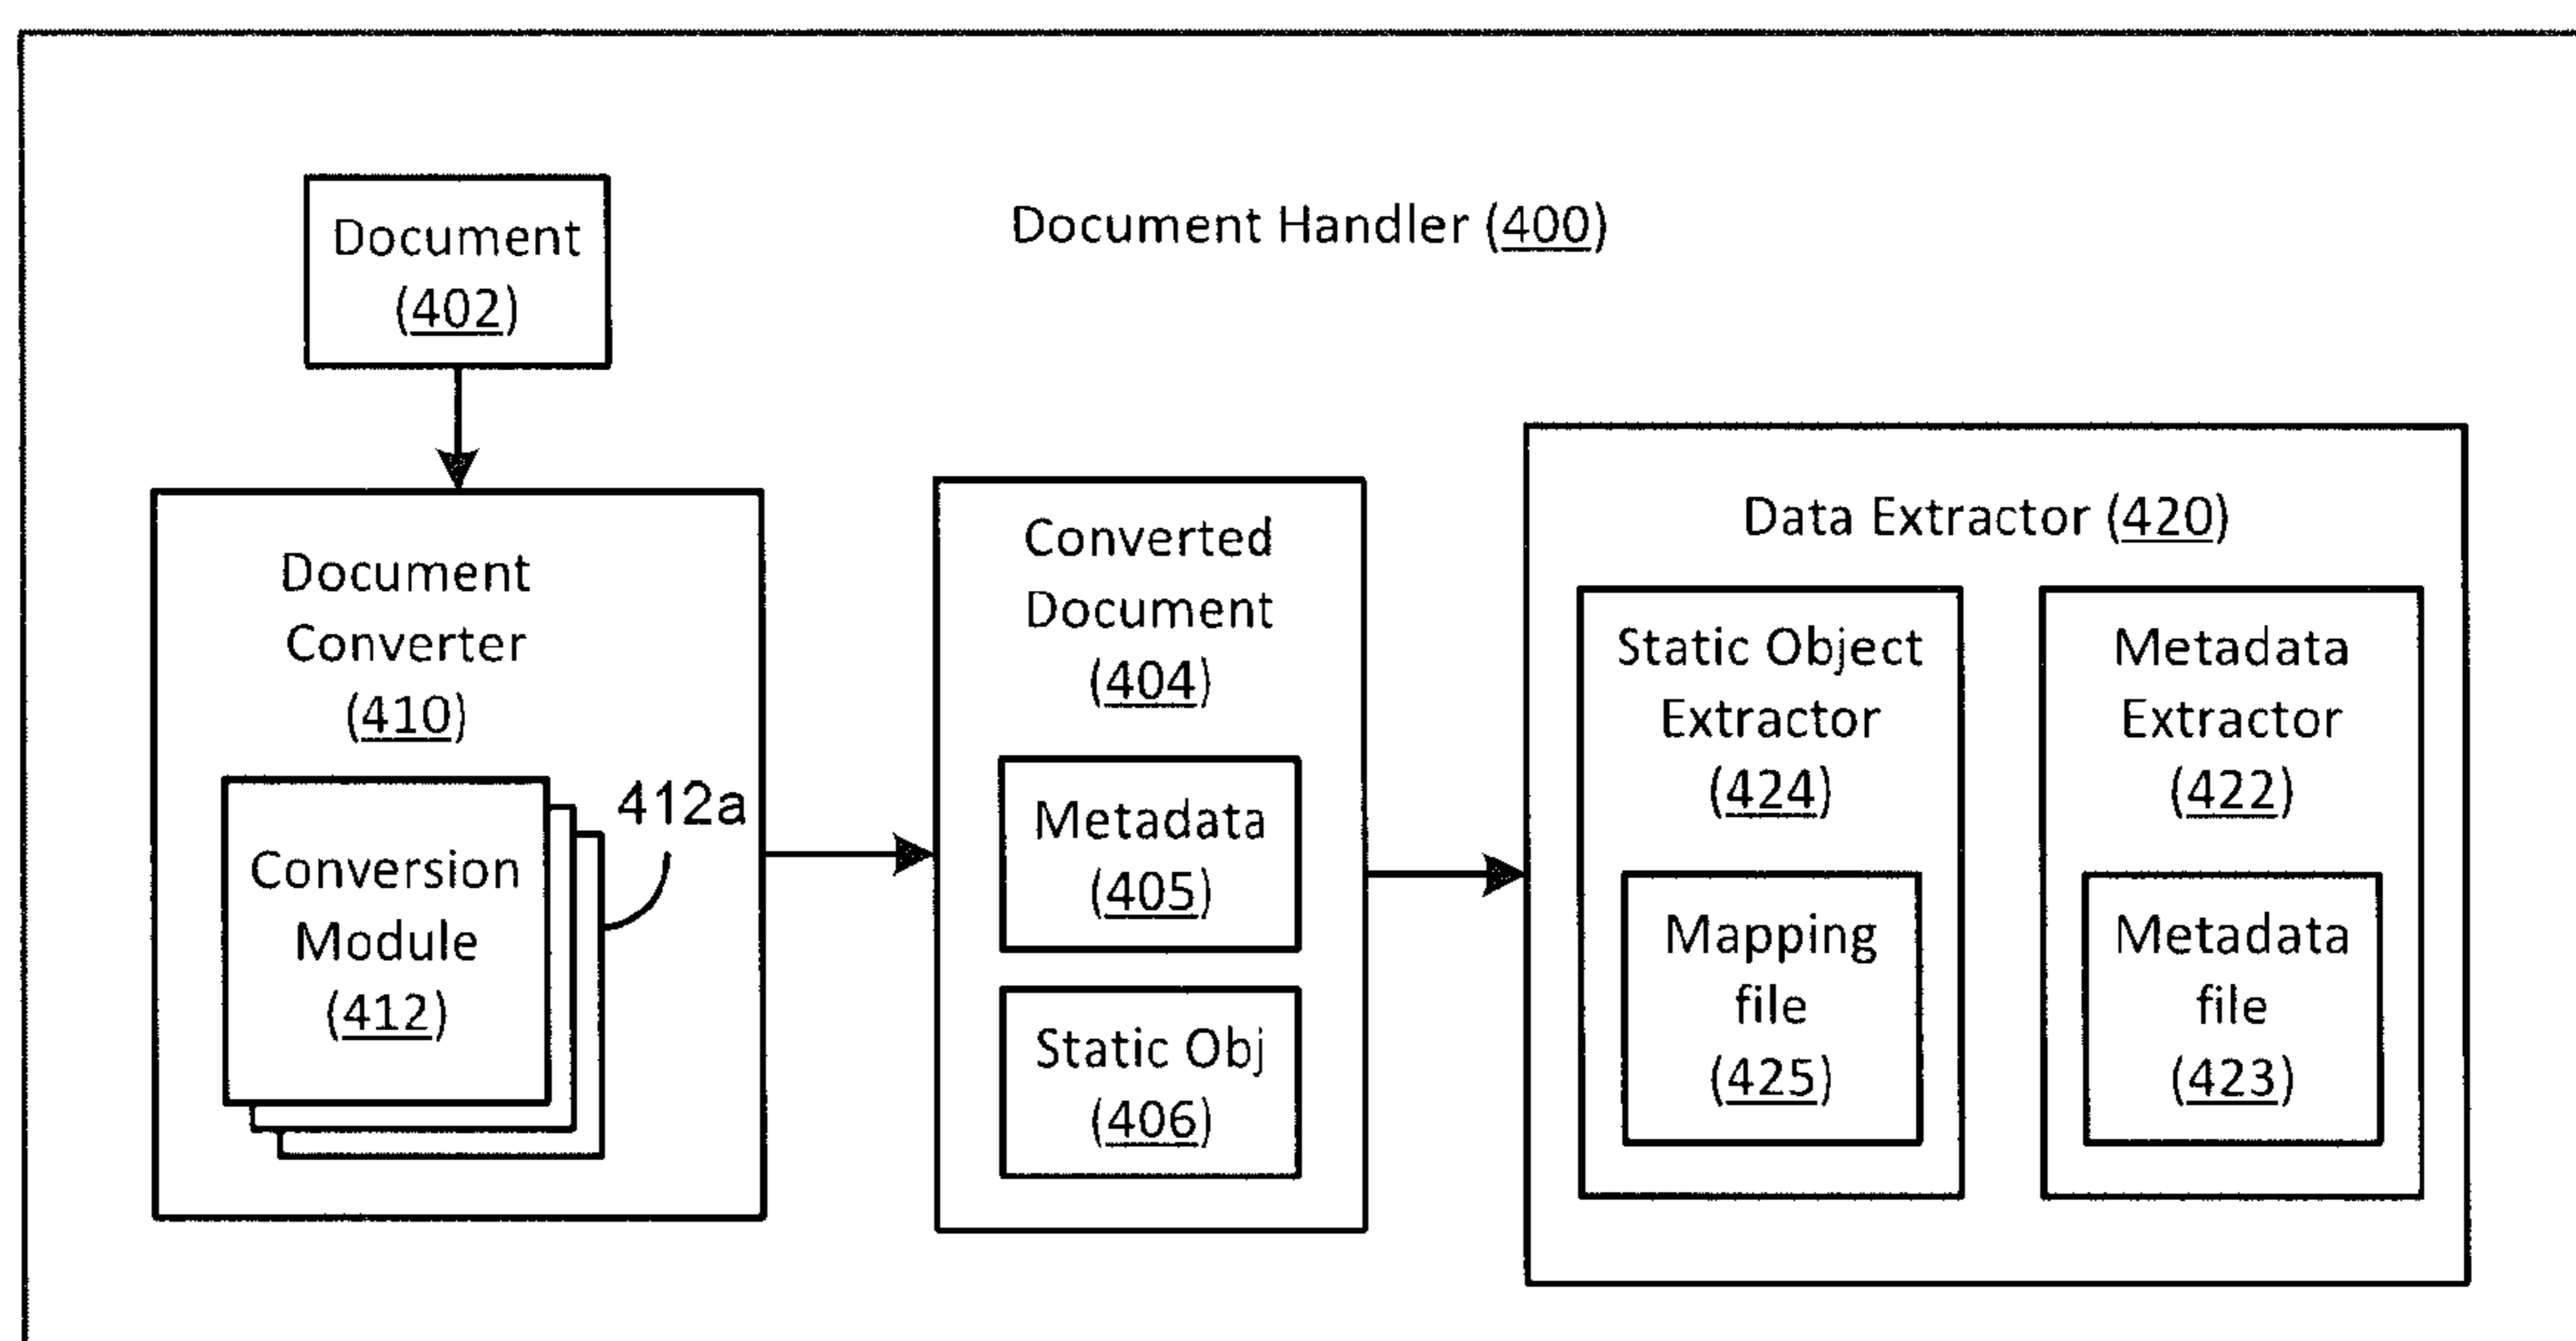 Document Handler (400)
Document
(402)
Document
Converter
(410)
Conversion
Module
(412)
412a
Converted
Document
(404)
Metadata
(405)
Static Obj
(406)
Data Extractor (420)
Static Object
Extractor
(424)
Mapping
file
(425)
Metadata
Extractor
(422)
Metadata
file
(423)